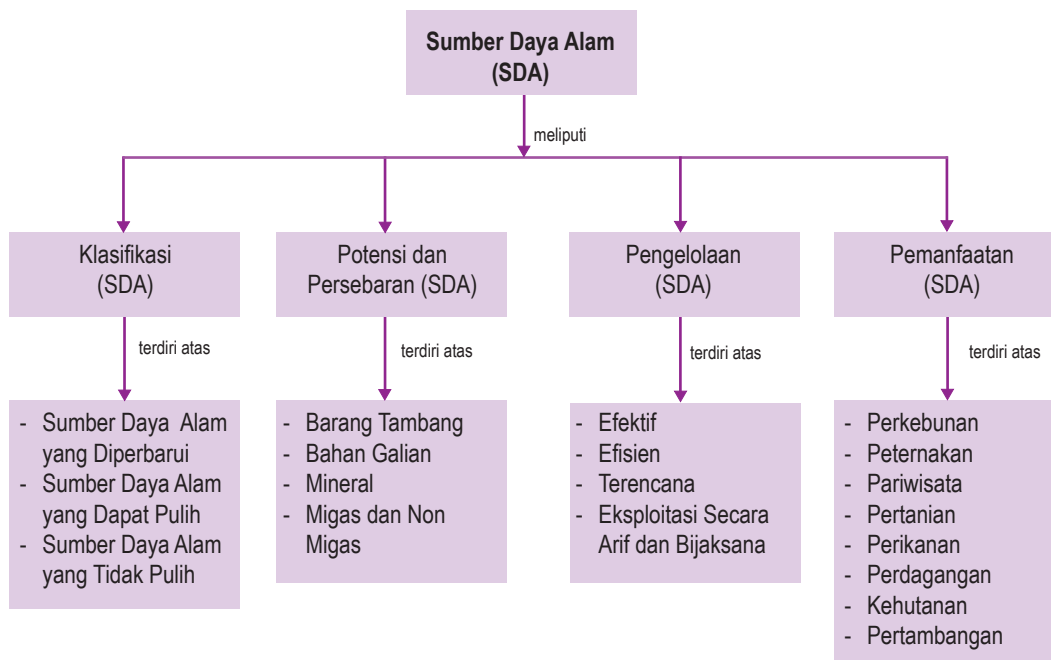 Sumber Daya Alam
(SDA)
meliputi
Klasifikasi
(SDA)
terdiri atas
- Sumber Daya Alam
yang Diperbarui
- Sumber Daya Alam
yang Dapat Pulih
- Sumber Daya Alam
yang Tidak Pulih
Potensi dan
Persebaran (SDA)
terdiri atas
- Barang Tambang
- Bahan Galian
- Mineral
- Migas dan Non
Migas
Pengelolaan
(SDA)
terdiri atas
- Efektif
- Efisien
- Terencana
- Eksploitasi Secara
Arif dan Bijaksana
Pemanfaatan
(SDA)
terdiri atas
- Perkebunan
- Peternakan
- Pariwisata
- Pertanian
- Perikanan
- Perdagangan
- Kehutanan
- Pertambangan